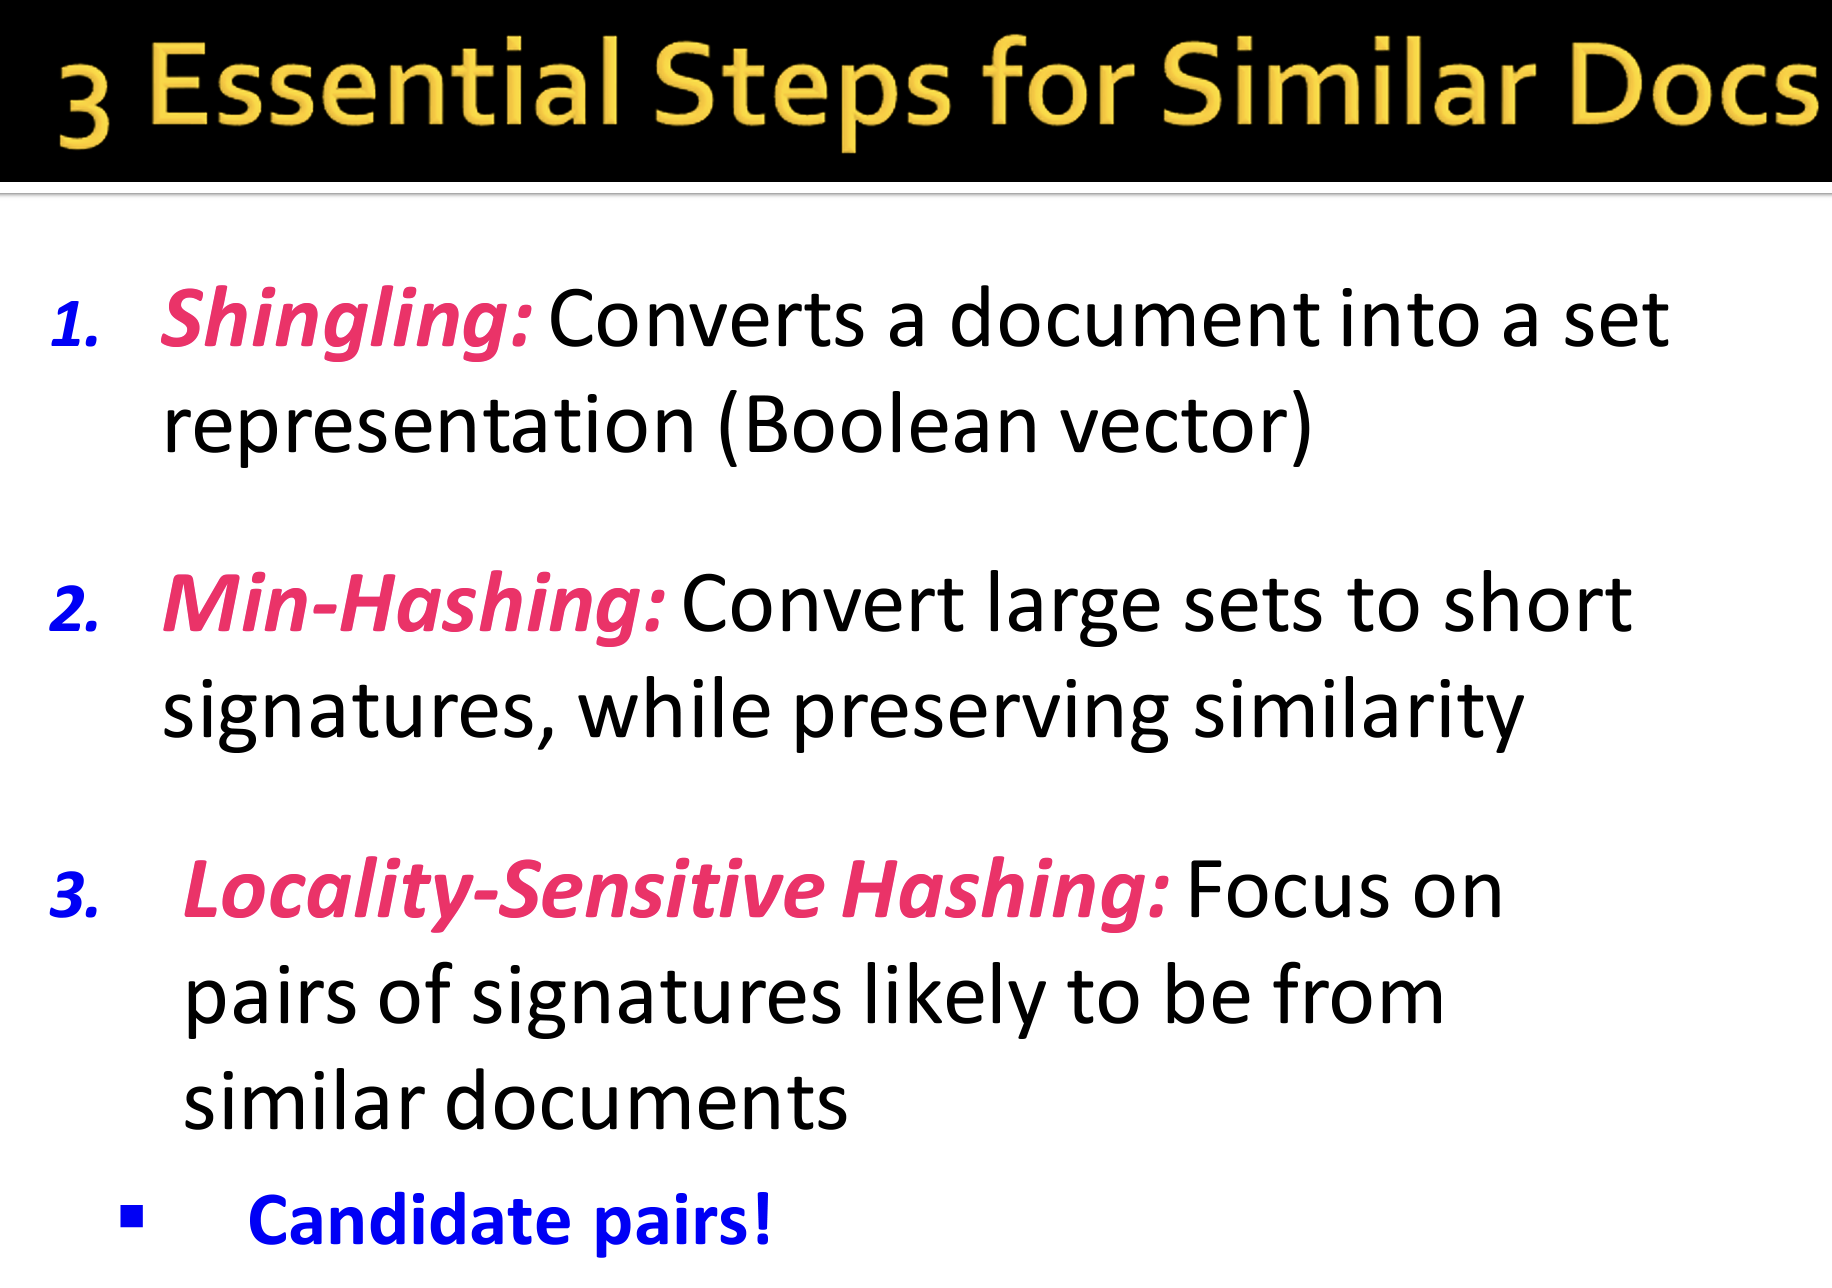 3 Essential Steps for Similar Docs
1. Shingling: Converts a document into a set
representation (Boolean vector)
2. Min-Hashing: Convert large sets to short
signatures, while preserving similarity
3. Locality-Sensitive Hashing: Focus on
pairs of signatures likely to be from
similar documents
▪ Candidate pairs!